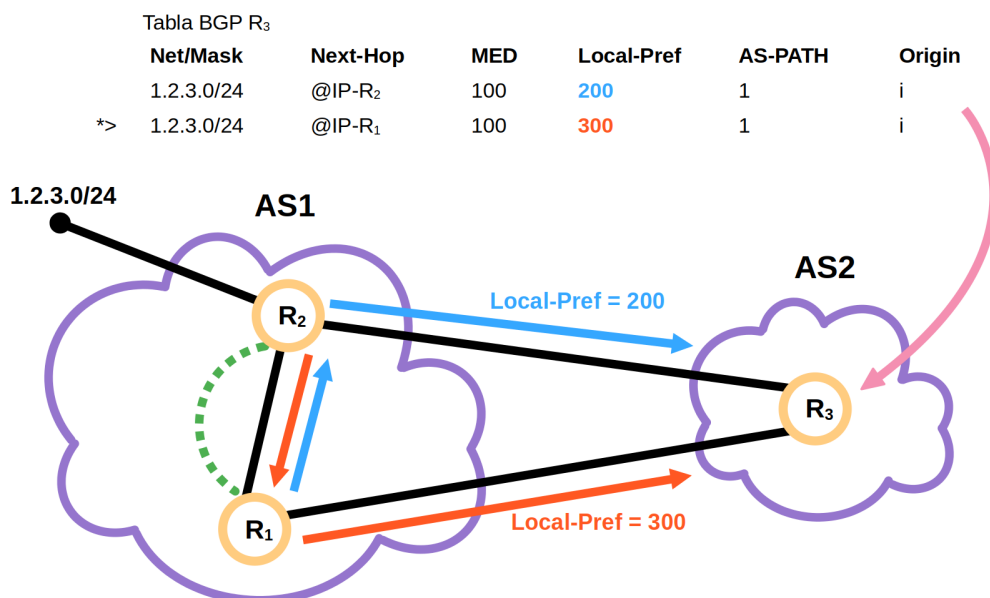 Tabla BGP R₃
Net/Mask Next-Hop MED Local-Pref AS-PATH Origin
1.2.3.0/24 @IP-R₂ 100 200 1 i
*> 1.2.3.0/24 @IP-R₁ 100 300 1 i
1.2.3.0/24
AS1
AS2
Local-Pref = 200
R₂
R₃
Local-Pref = 300
R₁